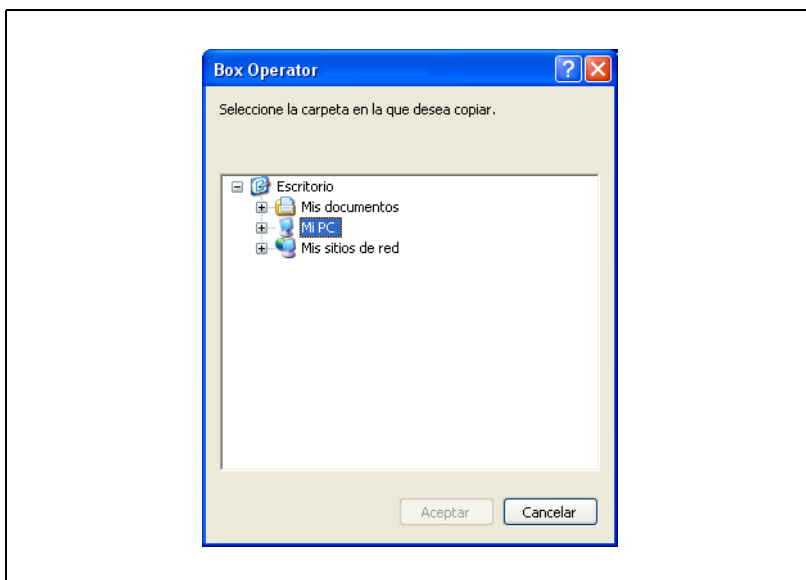 Box Operator
Seleccione la carpeta en la que desea copiar.
Escritorio
Mis documentos
Mi PC
Mis sitios de red
Aceptar Cancelar